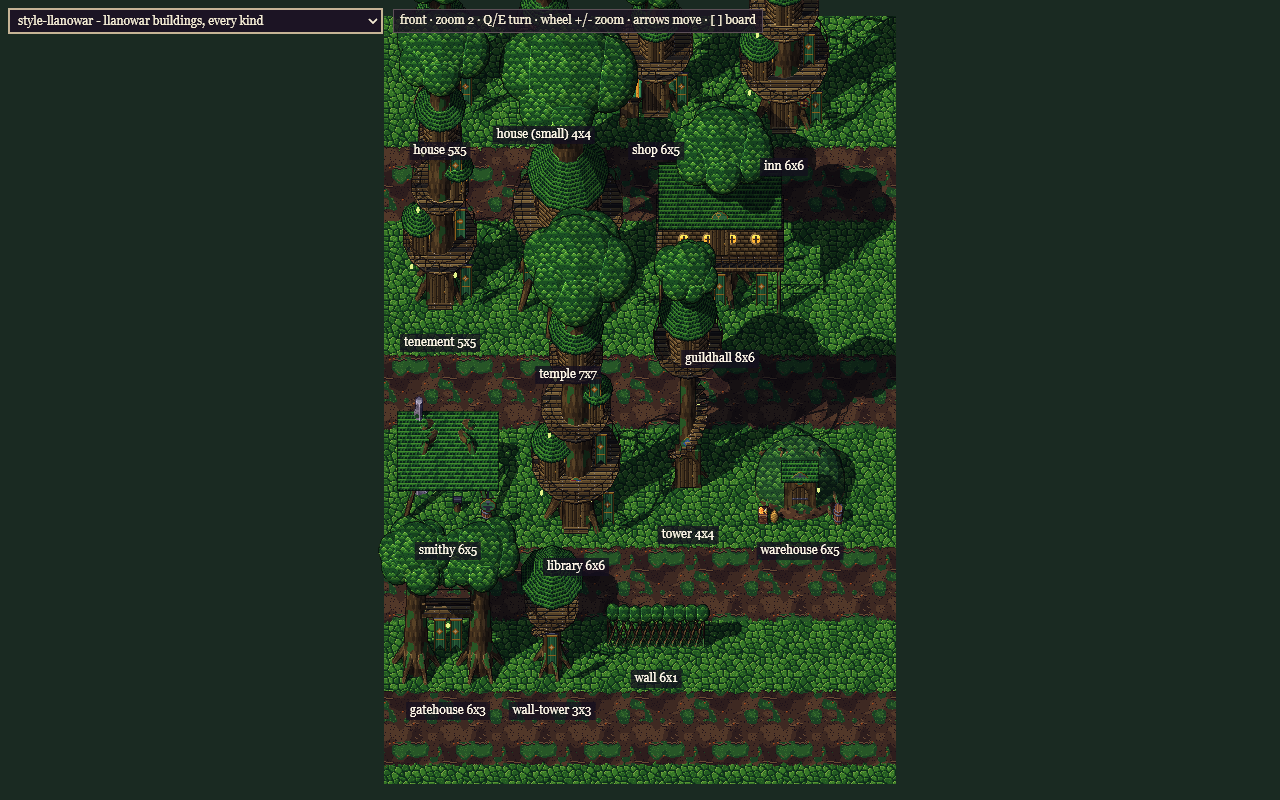 style-llanowar - llanowar buildings, every kind
front · zoom 2 · Q/E turn · wheel +/- zoom · arrows move · [ ] board
house (small) 4x4
house 5x5
shop 6x5
inn 6x6
tenement 5x5
guildhall 8x6
temple 7x7
tower 4x4
smithy 6x5
warehouse 6x5
library 6x6
wall 6x1
gatehouse 6x3
wall-tower 3x3